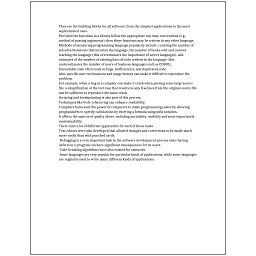 They are the building blocks for all software, from the simplest applications to the most
sophisticated ones.
Provided the functions in a library follow the appropriate run-time conventions (e.g.,
method of passing arguments), then these functions may be written in any other language.
Methods of measuring programming language popularity include: counting the number of
job advertisements that mention the language, the number of books sold and courses
teaching the language (this overestimates the importance of newer languages), and
estimates of the number of existing lines of code written in the language (this
underestimates the number of users of business languages such as COBOL).
Unreadable code often leads to bugs, inefficiencies, and duplicated code.
Also, specific user environment and usage history can make it difficult to reproduce the
problem.
For example, when a bug in a compiler can make it crash when parsing some large source
file, a simplification of the test case that results in only few lines from the original source file
can be sufficient to reproduce the same crash.
Scripting and breakpointing is also part of this process.
Techniques like Code refactoring can enhance readability.
Compilers harnessed the power of computers to make programming easier by allowing
programmers to specify calculations by entering a formula using infix notation.
It affects the aspects of quality above, including portability, usability and most importantly
maintainability.
There exist a lot of different approaches for each of those tasks.
Text editors were also developed that allowed changes and corrections to be made much
more easily than with punched cards.
Debugging is a very important task in the software development process since having
defects in a program can have significant consequences for its users.
Code-breaking algorithms have also existed for centuries.
Some languages are very popular for particular kinds of applications, while some languages
are regularly used to write many different kinds of applications.